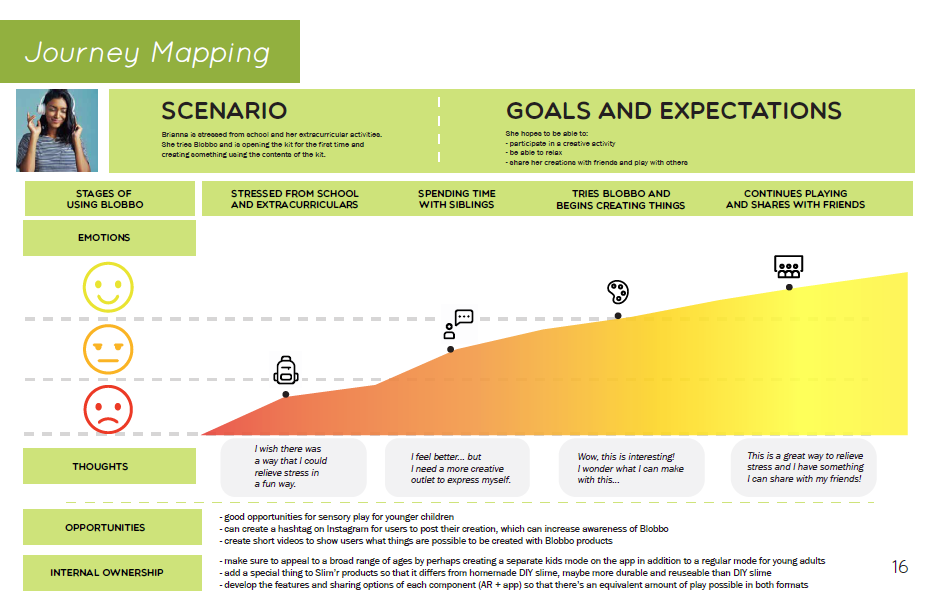 Journey Mapping
SCENARIO
Brianna is stressed from school and her extracurricular activities.
She tries Blobbo and is opening the kit for the first time and
creating something using the contents of the kit.
GOALS AND EXPECTATIONS
She hopes to be able to:
- participate in a creative activity
- be able to relax
- share her creations with friends and play with others
STAGES OF
USING BLOBBO
STRESSED FROM SCHOOL
AND EXTRACURRICULARS
SPENDING TIME
WITH SIBLINGS
TRIES BLOBBO AND
BEGINS CREATING THINGS
CONTINUES PLAYING
AND SHARES WITH FRIENDS
EMOTIONS
THOUGHTS
I wish there was
a way that I could
relieve stress in
a fun way.
I feel better... but
I need a more creative
outlet to express myself.
Wow, this is interesting!
I wonder what I can make
with this...
This is a great way to relieve
stress and I have something
I can share with my friends!
OPPORTUNITIES
- good opportunities for sensory play for younger children
- can create a hashtag on Instagram for users to post their creation, which can increase awareness of Blobbo
- create short videos to show users what things are possible to be created with Blobbo products
INTERNAL OWNERSHIP
- make sure to appeal to a broad range of ages by perhaps creating a separate kids mode on the app in addition to a regular mode for young adults
- add a special thing to Slim'r products so that it differs from homemade DIY slime, maybe more durable and reuseable than DIY slime
- develop the features and sharing options of each component (AR + app) so that there's an equivalent amount of play possible in both formats
16